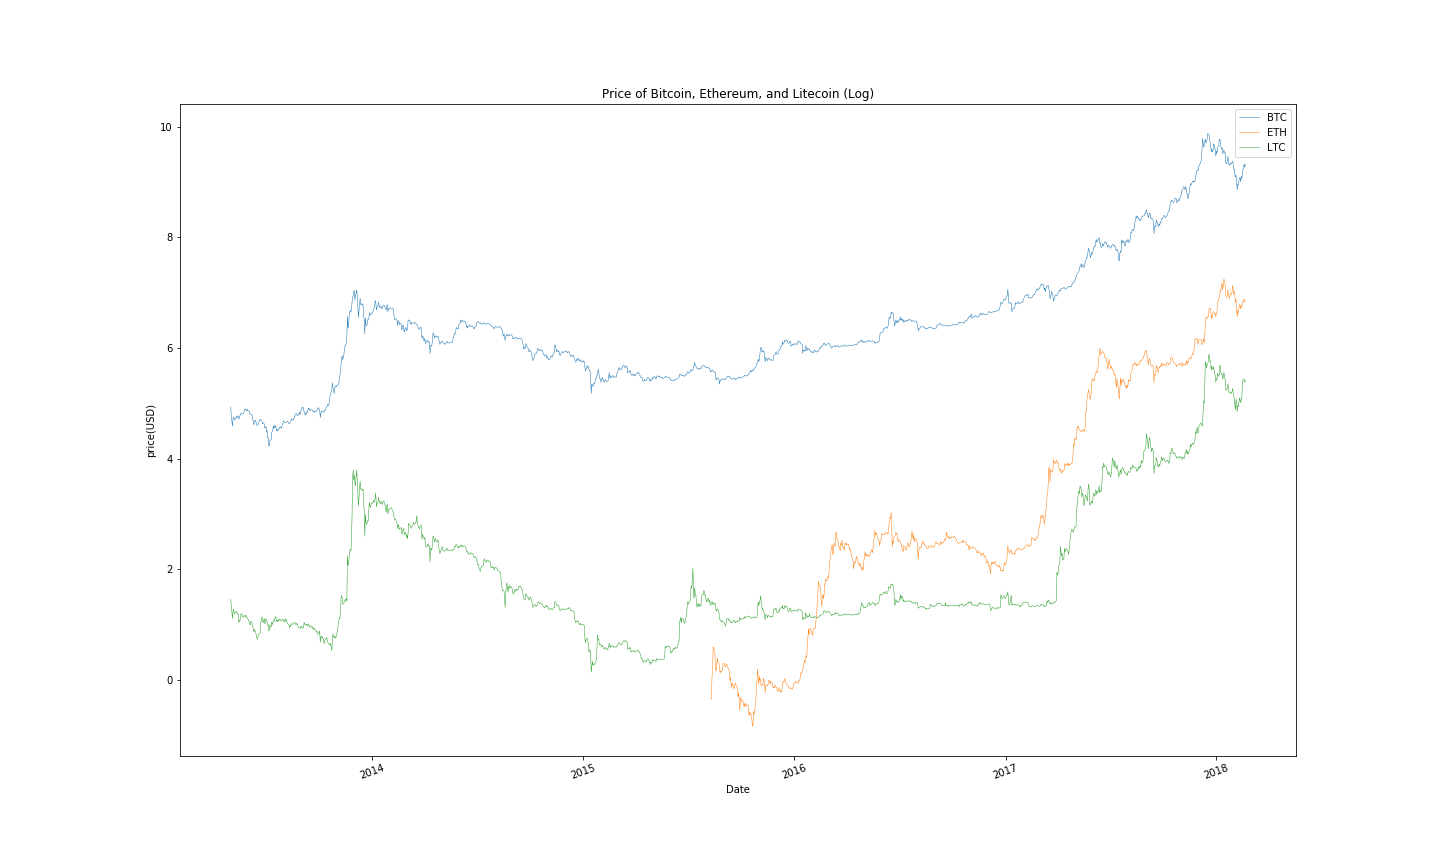 Price of Bitcoin, Ethereum, and Litecoin (Log)
BTC
ETH
LTC
price(USD)
10
8
6
4
2
0
2014
2015
2016
2017
2018
Date